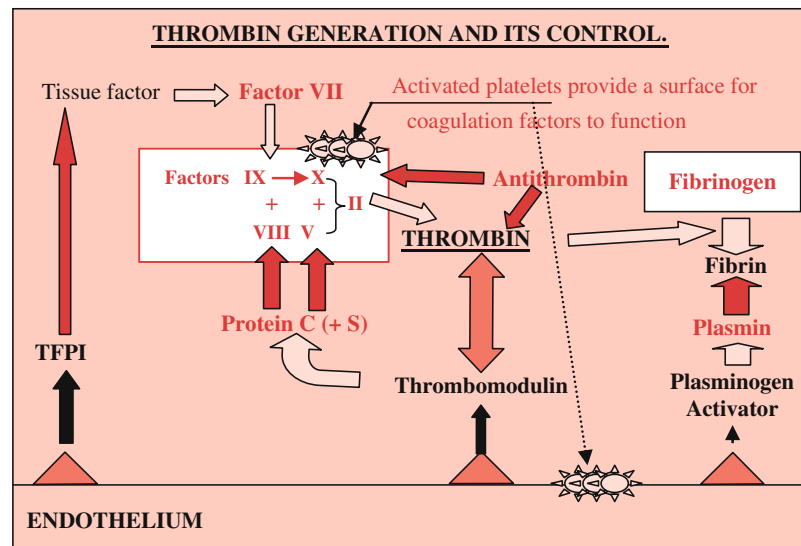 THROMBIN GENERATION AND ITS CONTROL.
Tissue factor
Factor VII
Activated platelets provide a surface for
coagulation factors to function
Factors IX X
+ + II
VIII V
Antithrombin
Fibrinogen
THROMBIN
Fibrin
Protein C (+ S)
Plasmin
TFPI
Thrombomodulin
Plasminogen
Activator
ENDOTHELIUM